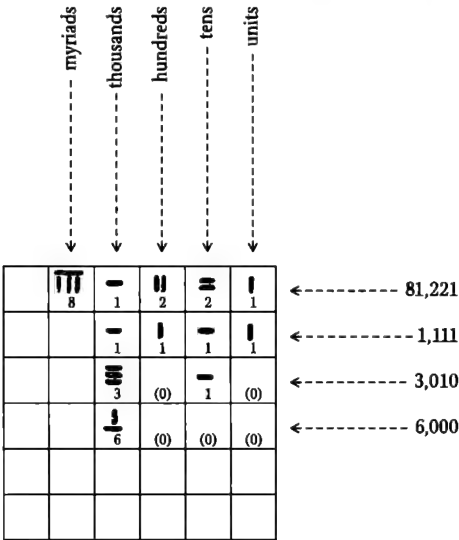 myriads thousands hundreds tens units
8 1 2 2 1 81,221
1 1 1 1 1,111
3 (0) 1 (0) 3,010
6 (0) (0) (0) 6,000